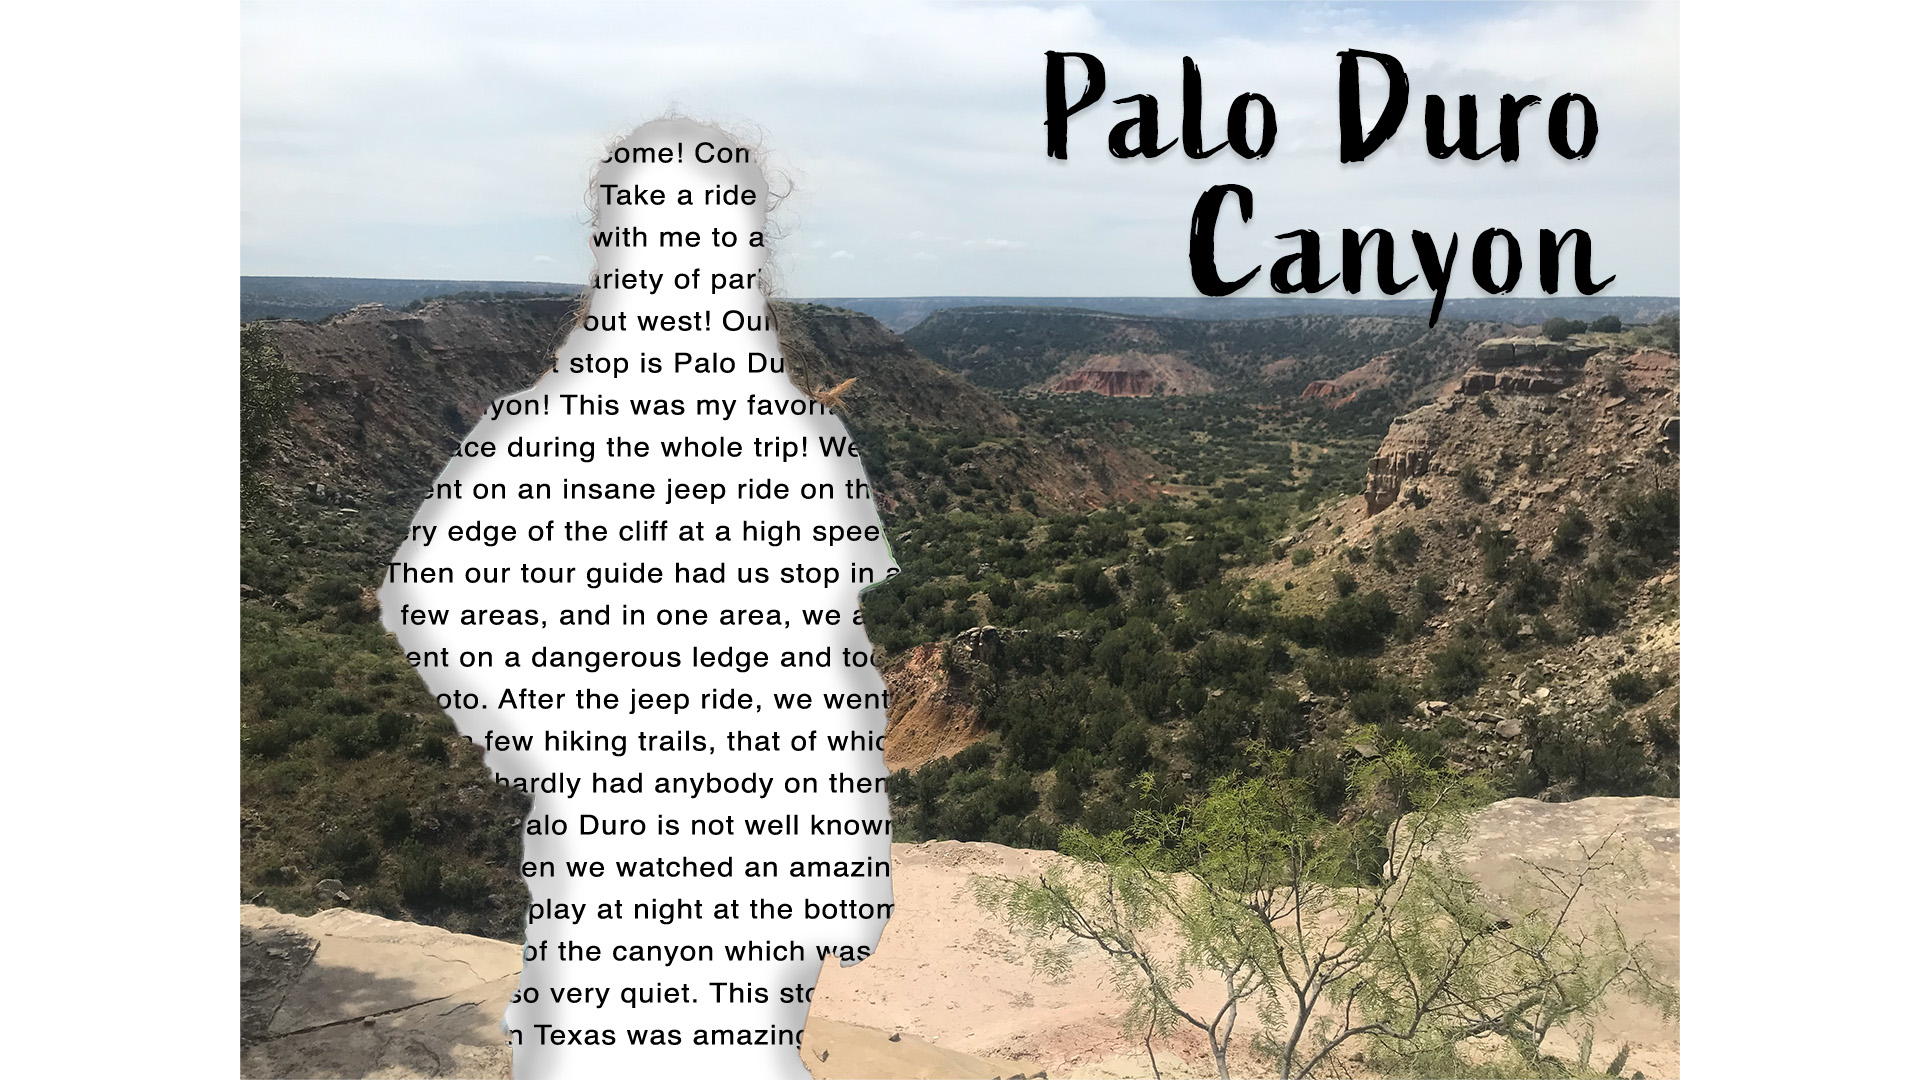 Palo Duro
Canyon
come! Com
Take a ride
with me to a
ariety of park
out west! Our
t stop is Palo Du
yon! This was my favorit
ace during the whole trip! We
ent on an insane jeep ride on th
ery edge of the cliff at a high spee
Then our tour guide had us stop in a
few areas, and in one area, we a
ent on a dangerous ledge and too
oto. After the jeep ride, we went
a few hiking trails, that of whic
hardly had anybody on them
alo Duro is not well known
en we watched an amazin
play at night at the bottom
of the canyon which was
so very quiet. This sto
n Texas was amazing